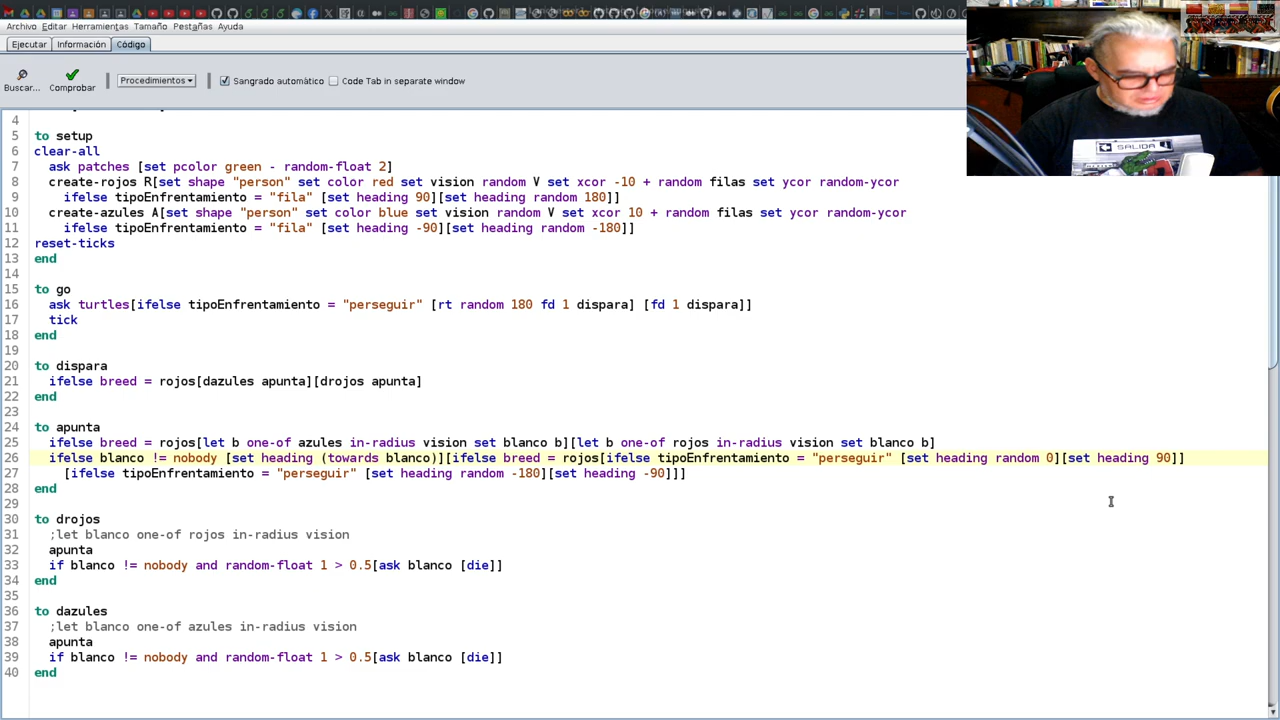 Archivo Editar Herramientas Tamaño Pestañas Ayuda
Ejecutar Información Código
Buscar... Comprobar Procedimientos Sangrado automático Code Tab in separate window
SALIDA
4
5 to setup
6 clear-all
7 ask patches [set pcolor green - random-float 2]
8 create-rojos R[set shape "person" set color red set vision random V set xcor -10 + random filas set ycor random-ycor
9 ifelse tipoEnfrentamiento = "fila" [set heading 90][set heading random 180]]
10 create-azules A[set shape "person" set color blue set vision random V set xcor 10 + random filas set ycor random-ycor
11 ifelse tipoEnfrentamiento = "fila" [set heading -90][set heading random -180]]
12 reset-ticks
13 end
14
15 to go
16 ask turtles[ifelse tipoEnfrentamiento = "perseguir" [rt random 180 fd 1 dispara] [fd 1 dispara]]
17 tick
18 end
19
20 to dispara
21 ifelse breed = rojos[dazules apunta][drojos apunta]
22 end
23
24 to apunta
25 ifelse breed = rojos[let b one-of azules in-radius vision set blanco b][let b one-of rojos in-radius vision set blanco b]
26 ifelse blanco != nobody [set heading (towards blanco)][ifelse breed = rojos[ifelse tipoEnfrentamiento = "perseguir" [set heading random 0][set heading 90]]
27 [ifelse tipoEnfrentamiento = "perseguir" [set heading random -180][set heading -90]]]
28 end
29
30 to drojos
31 ;let blanco one-of rojos in-radius vision
32 apunta
33 if blanco != nobody and random-float 1 > 0.5[ask blanco [die]]
34 end
35
36 to dazules
37 ;let blanco one-of azules in-radius vision
38 apunta
39 if blanco != nobody and random-float 1 > 0.5[ask blanco [die]]
40 end